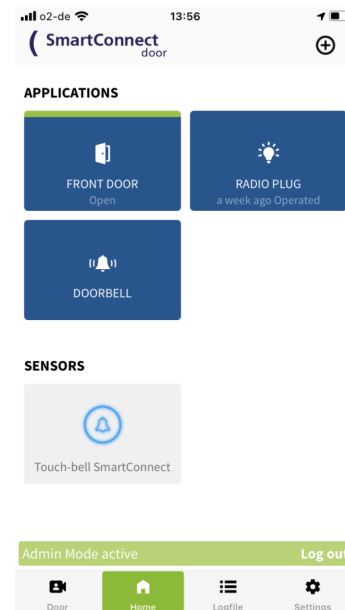 o2-de 13:56
SmartConnect
door
APPLICATIONS
FRONT DOOR
Open
RADIO PLUG
a week ago Operated
DOORBELL
SENSORS
Touch-bell SmartConnect
Admin Mode active Log out
Door Home Logfile Settings